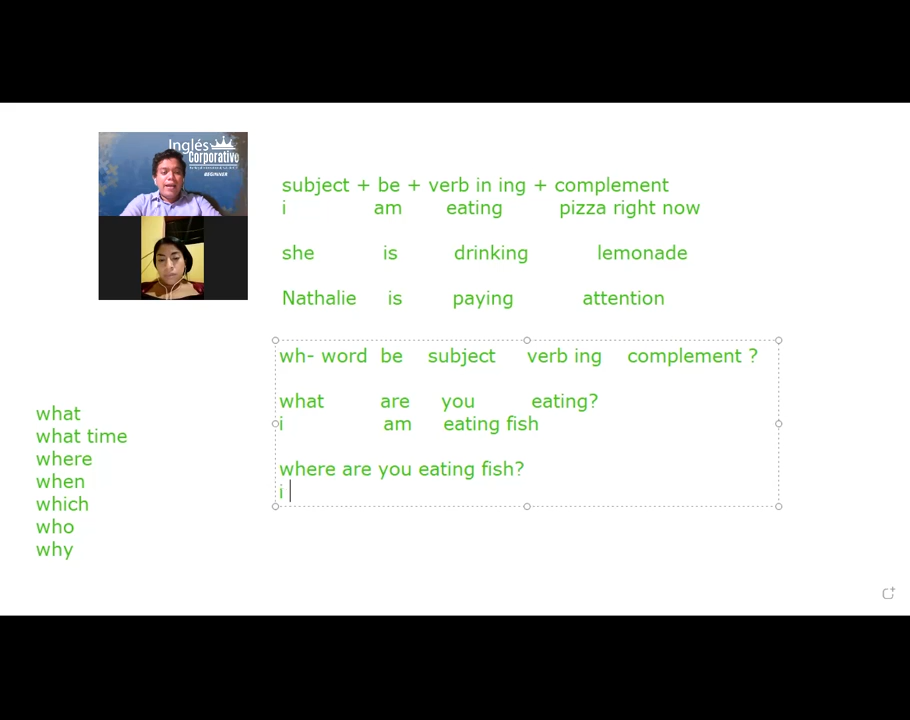 Inglés
Corporativo
BEGINNER
subject + be + verb in ing + complement
i am eating pizza right now
she is drinking lemonade
Nathalie is paying attention
wh- word be subject verb ing complement ?
what are you eating?
i am eating fish
where are you eating fish?
i
what
what time
where
when
which
who
why